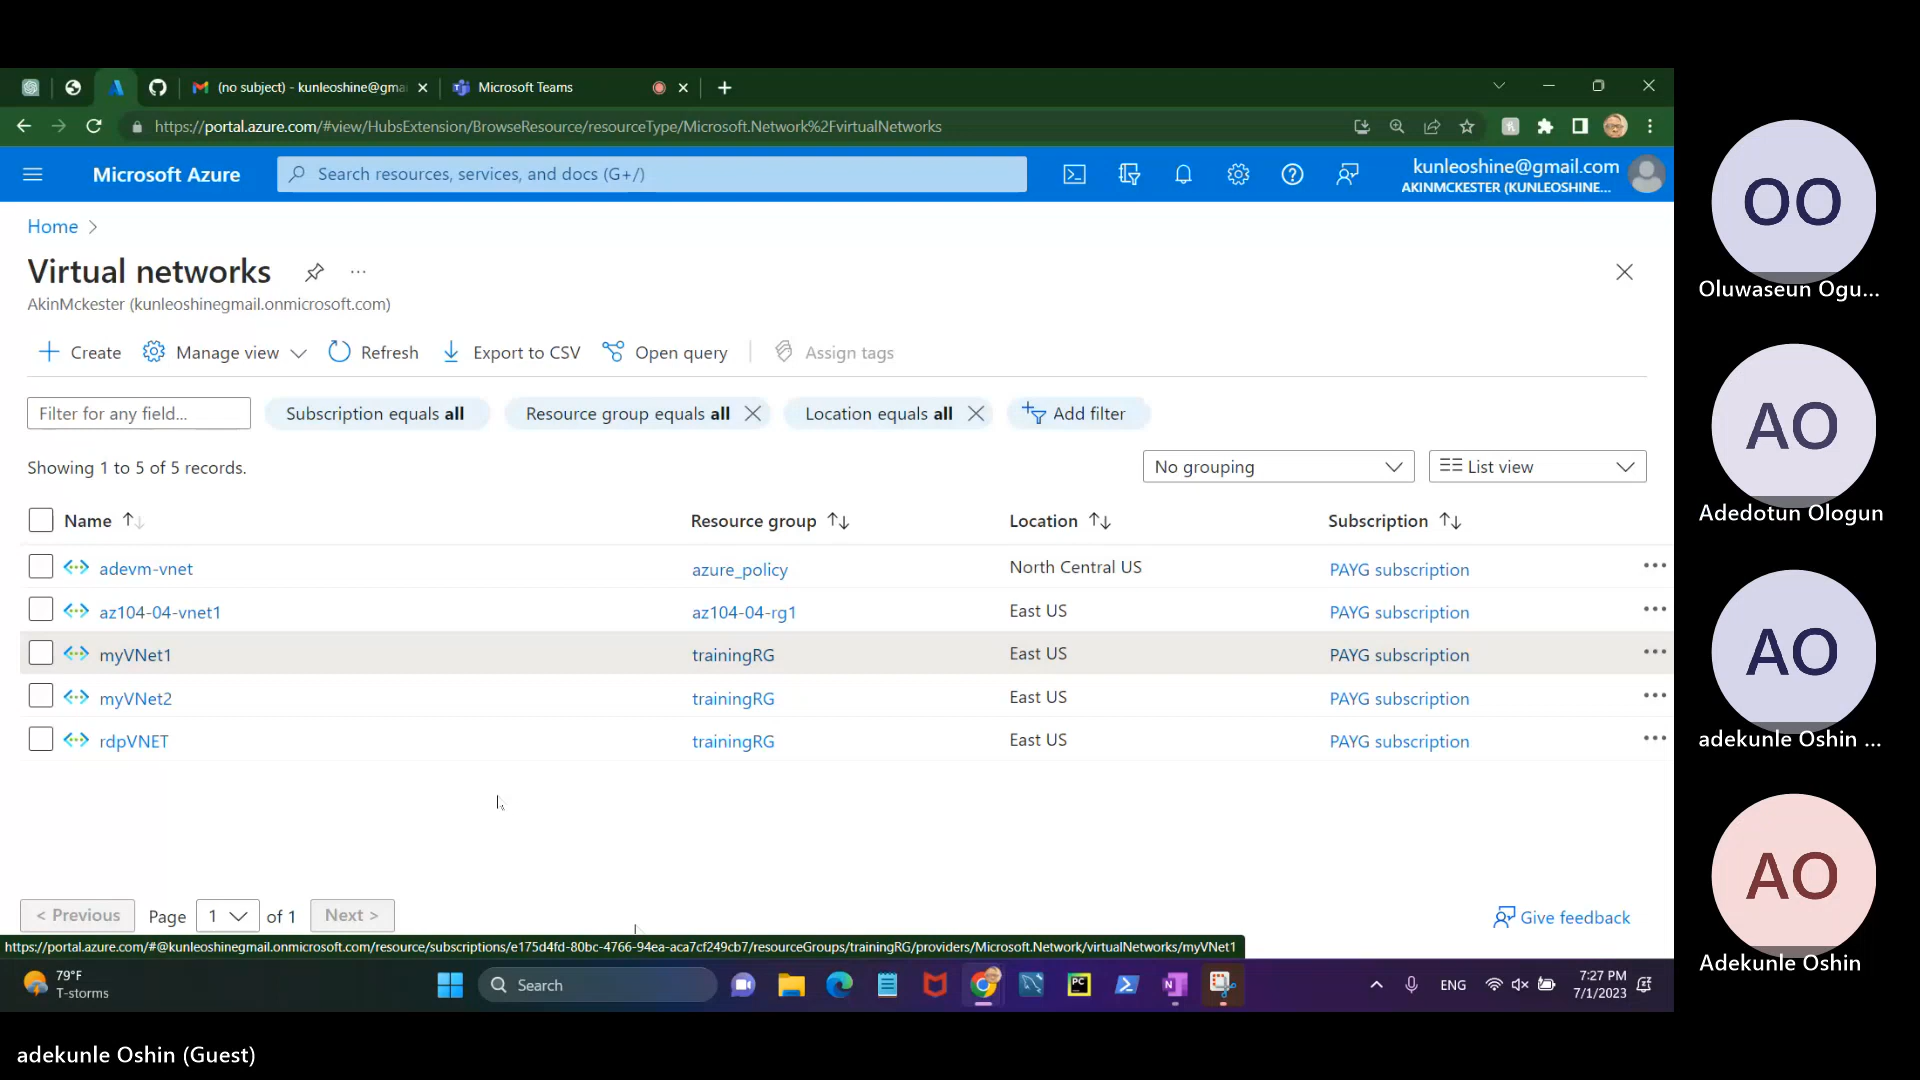 (no subject) - kunleoshine@gma
Microsoft Teams
https://portal.azure.com/#view/HubsExtension/BrowseResource/resourceType/Microsoft.Network%2FvirtualNetworks
Microsoft Azure
Search resources, services, and docs (G+/)
kunleoshine@gmail.com
AKINMCKESTER (KUNLEOSHINE...
Home
Virtual networks
AkinMckester (kunleoshinegmail.onmicrosoft.com)
Create
Manage view
Refresh
Export to CSV
Open query
Assign tags
Filter for any field...
Subscription equals all
Resource group equals all
Location equals all
Add filter
Showing 1 to 5 of 5 records.
No grouping
List view
Name
Resource group
Location
Subscription
adevm-vnet
azure_policy
North Central US
PAYG subscription
az104-04-vnet1
az104-04-rg1
East US
PAYG subscription
myVNet1
trainingRG
East US
PAYG subscription
myVNet2
trainingRG
East US
PAYG subscription
rdpVNET
trainingRG
East US
PAYG subscription
< Previous
Page
1
of 1
Next >
Give feedback
https://portal.azure.com/#@kunleoshinegmail.onmicrosoft.com/resource/subscriptions/e175d4fd-80bc-4766-94ea-aca7cf249cb7/resourceGroups/trainingRG/providers/Microsoft.Network/virtualNetworks/myVNet1
79°F
T-storms
Search
PC
N
ENG
7:27 PM
7/1/2023
OO
Oluwaseun Ogu...
AO
Adedotun Ologun
AO
adekunle Oshin ...
AO
Adekunle Oshin
adekunle Oshin (Guest)